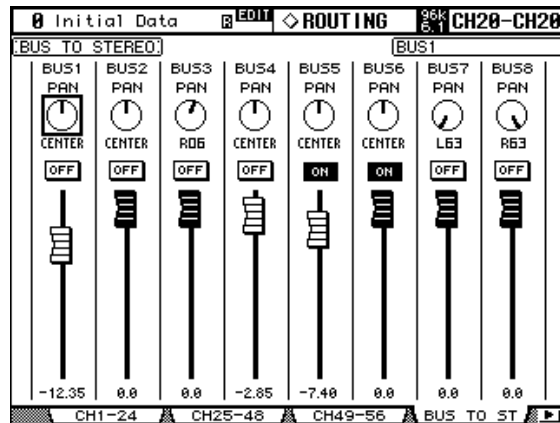 0 Initial Data R EDIT ◇ROUTING 96k 6.1 CH20-CH20
BUS TO STEREO BUS1
BUS1 BUS2 BUS3 BUS4 BUS5 BUS6 BUS7 BUS8
PAN PAN PAN PAN PAN PAN PAN PAN
CENTER CENTER R06 CENTER CENTER CENTER L63 R63
OFF OFF OFF OFF ON ON OFF OFF
-12.35 0.0 0.0 -2.85 -7.40 0.0 0.0 0.0
CH1-24 CH25-48 CH49-56 BUS TO ST